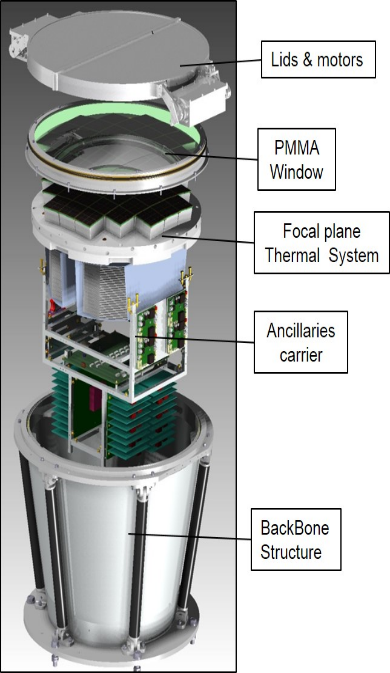 Lids & motors
PMMA
Window
Focal plane
Thermal System
Ancillaries
carrier
BackBone
Structure